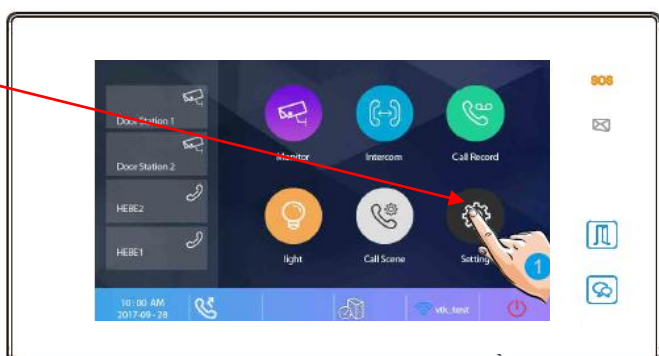 SOS
Door Station 1
Door Station 2
HEBE2
HEBE1
Monitor
Intercom
Call Record
light
Call Scene
Setting
1
10:00 AM
2017-09-28
vtk_test